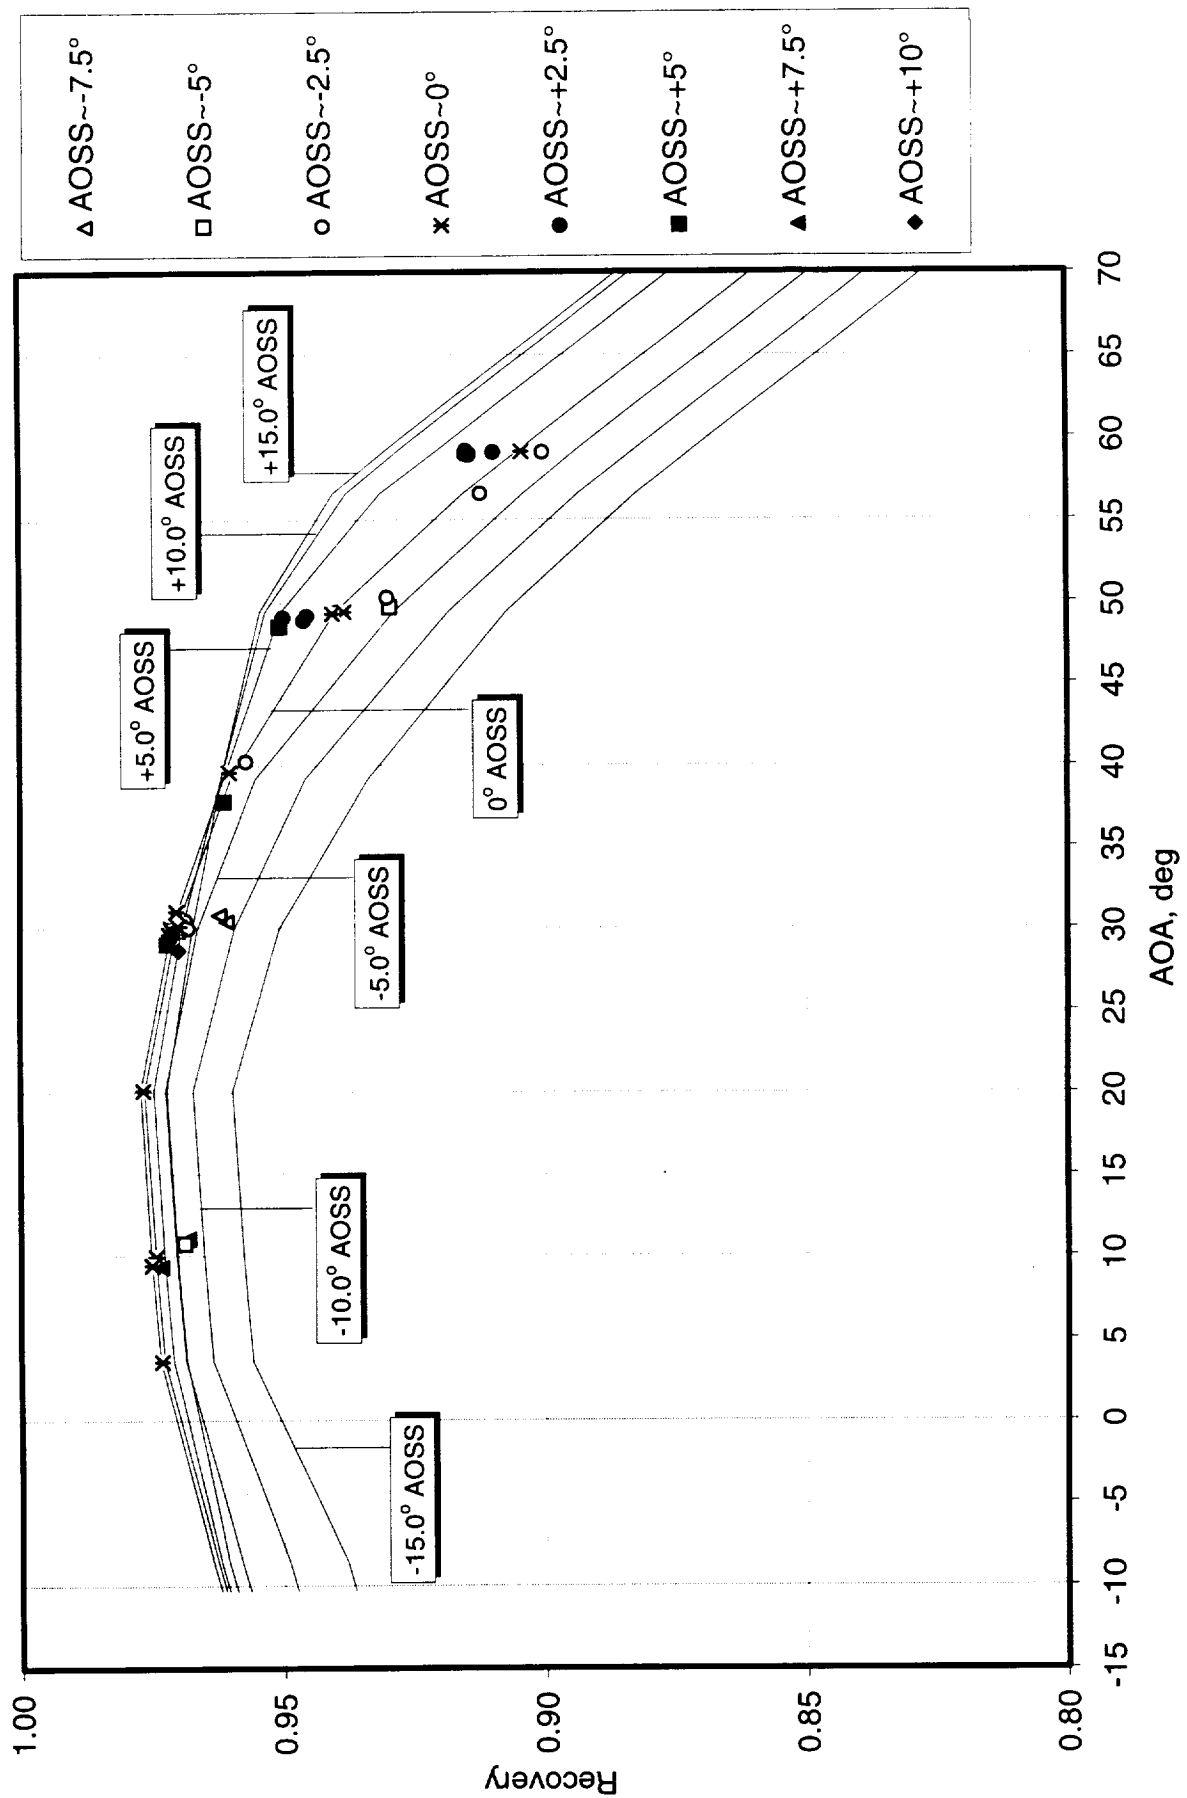 1.00
0.95
0.90
0.85
0.80
Recovery
-15
-10
-5
0
5
10
15
20
25
30
35
40
45
50
55
60
65
70
AOA, deg
-15.0° AOSS
-10.0° AOSS
-5.0° AOSS
0° AOSS
+5.0° AOSS
+10.0° AOSS
+15.0° AOSS
AOSS~-7.5°
AOSS~-5°
AOSS~-2.5°
AOSS~0°
AOSS~+2.5°
AOSS~+5°
AOSS~+7.5°
AOSS~+10°